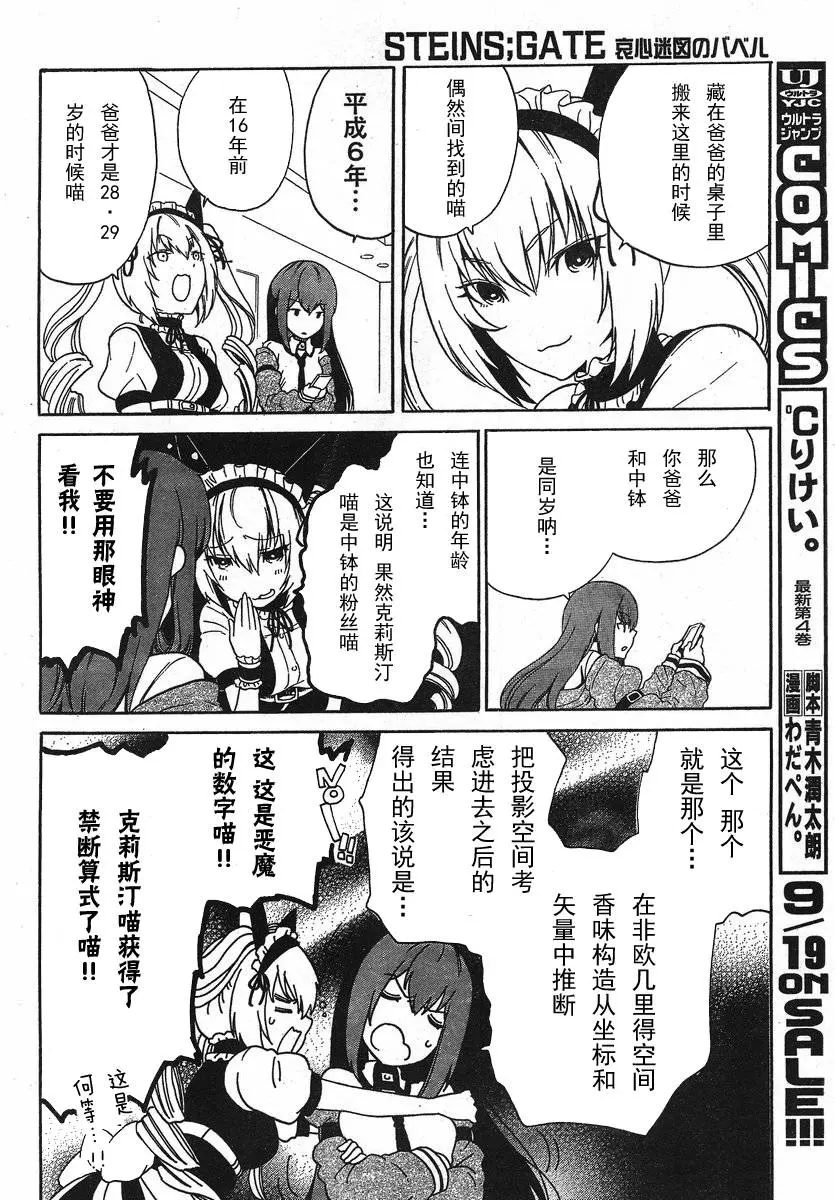 STEINS;GATE 哀心迷図のバベル
藏在爸爸的桌子里
搬来这里的时候
偶然间找到的喵
平成6年…
在16年前
爸爸才是28・29
岁的时候喵
那么
你爸爸
和中钵
是同岁呐…
连中钵的年龄
也知道…
这说明 果然克莉斯汀
喵是中钵的粉丝喵
不要用那眼神
看我!!
这个 那个
就是那个…
在非欧几里得空间
香味构造从坐标和
矢量中推断
把投影空间考
虑进去之后的
结果
得出的该说是…
NO!!!
这 这是恶魔
的数字喵!!
克莉斯汀喵获得了
禁断算式了喵!!
这是
何等…!!
UJ
ウルトラ
YJC
ウルトラ
ジャンプ
COMICS
℃りけい。
最新第4巻
脚本 青木潤太朗
漫画 わだぺん。
9/19 ON SALE!!!